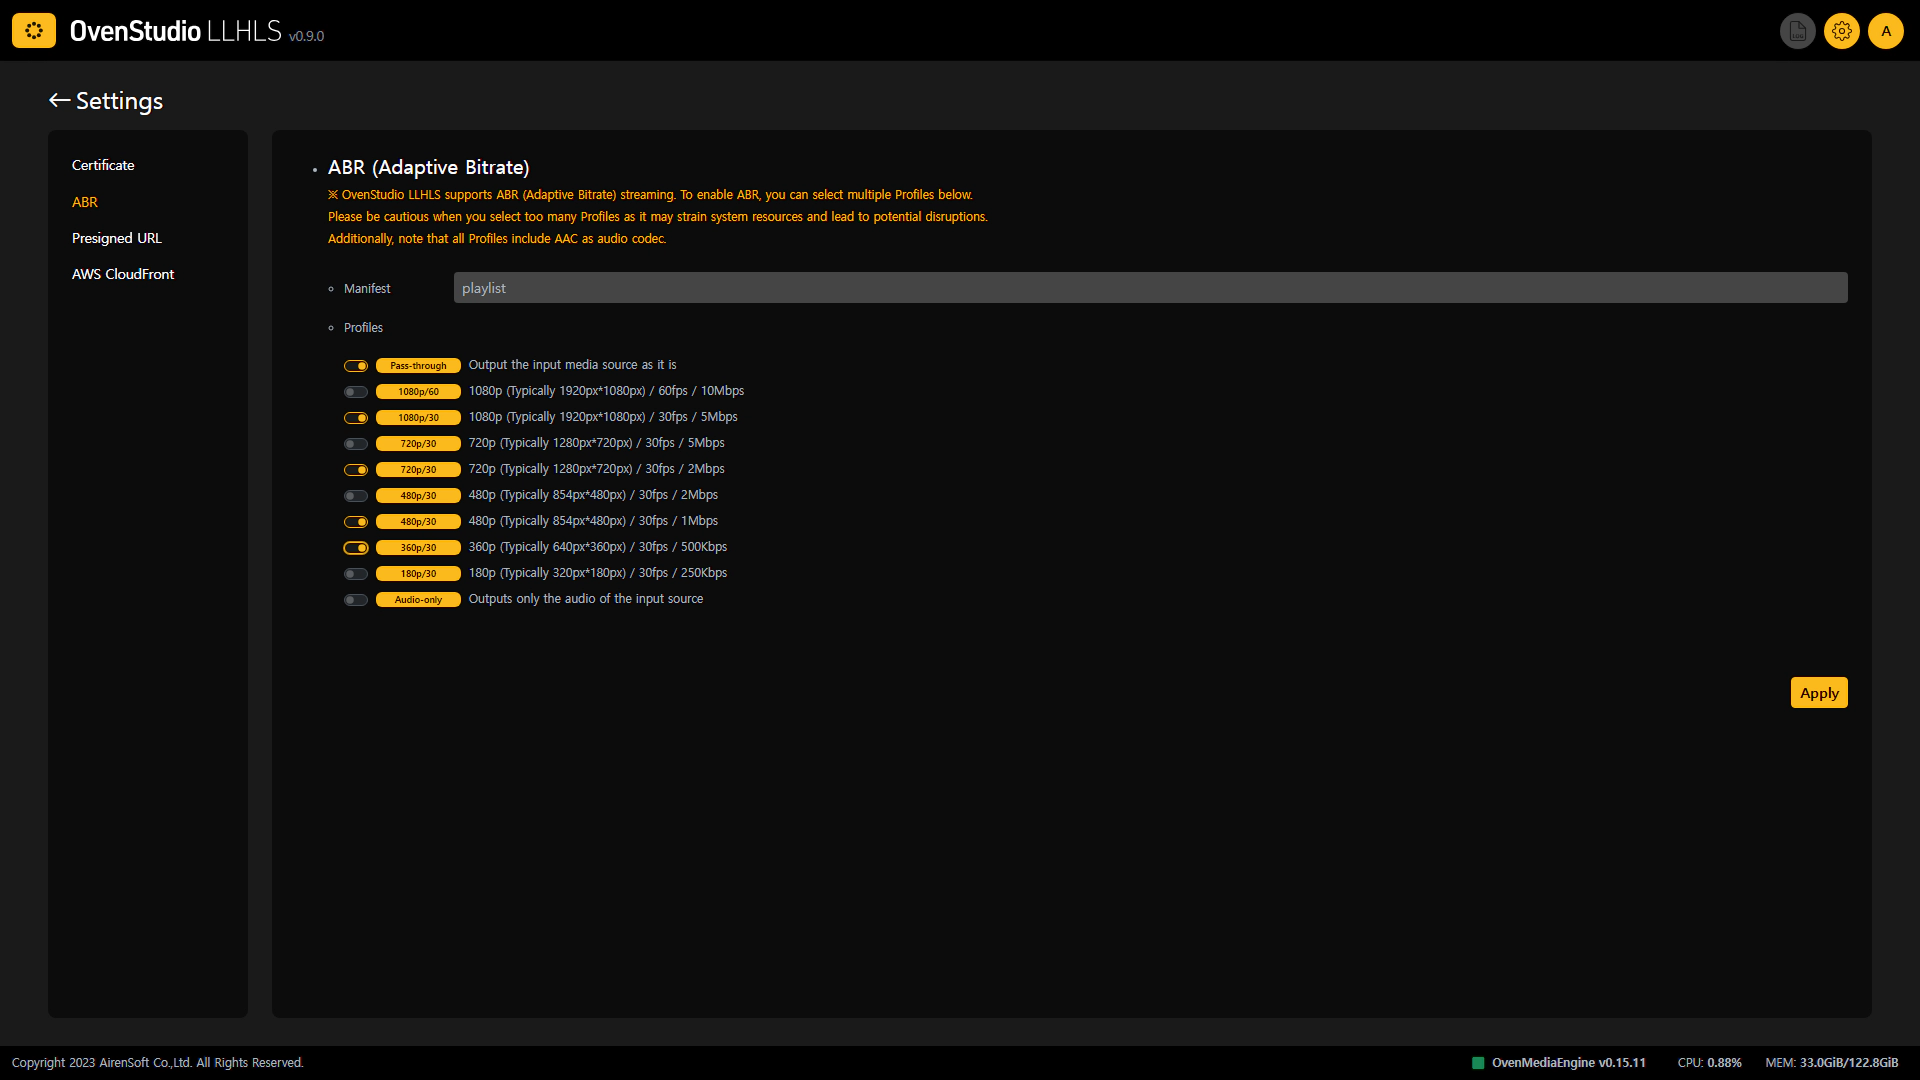 OvenStudio LLHLS v0.9.0
A
Settings
Certificate
ABR
Presigned URL
AWS CloudFront
ABR (Adaptive Bitrate)
※ OvenStudio LLHLS supports ABR (Adaptive Bitrate) streaming. To enable ABR, you can select multiple Profiles below.
Please be cautious when you select too many Profiles as it may strain system resources and lead to potential disruptions.
Additionally, note that all Profiles include AAC as audio codec.
Manifest playlist
Profiles
Pass-through Output the input media source as it is
1080p/60 1080p (Typically 1920px*1080px) / 60fps / 10Mbps
1080p/30 1080p (Typically 1920px*1080px) / 30fps / 5Mbps
720p/30 720p (Typically 1280px*720px) / 30fps / 5Mbps
720p/30 720p (Typically 1280px*720px) / 30fps / 2Mbps
480p/30 480p (Typically 854px*480px) / 30fps / 2Mbps
480p/30 480p (Typically 854px*480px) / 30fps / 1Mbps
360p/30 360p (Typically 640px*360px) / 30fps / 500Kbps
180p/30 180p (Typically 320px*180px) / 30fps / 250Kbps
Audio-only Outputs only the audio of the input source
Apply
Copyright 2023 AirenSoft Co.,Ltd. All Rights Reserved.
OvenMediaEngine v0.15.11 CPU: 0.88% MEM: 33.0GiB/122.8GiB